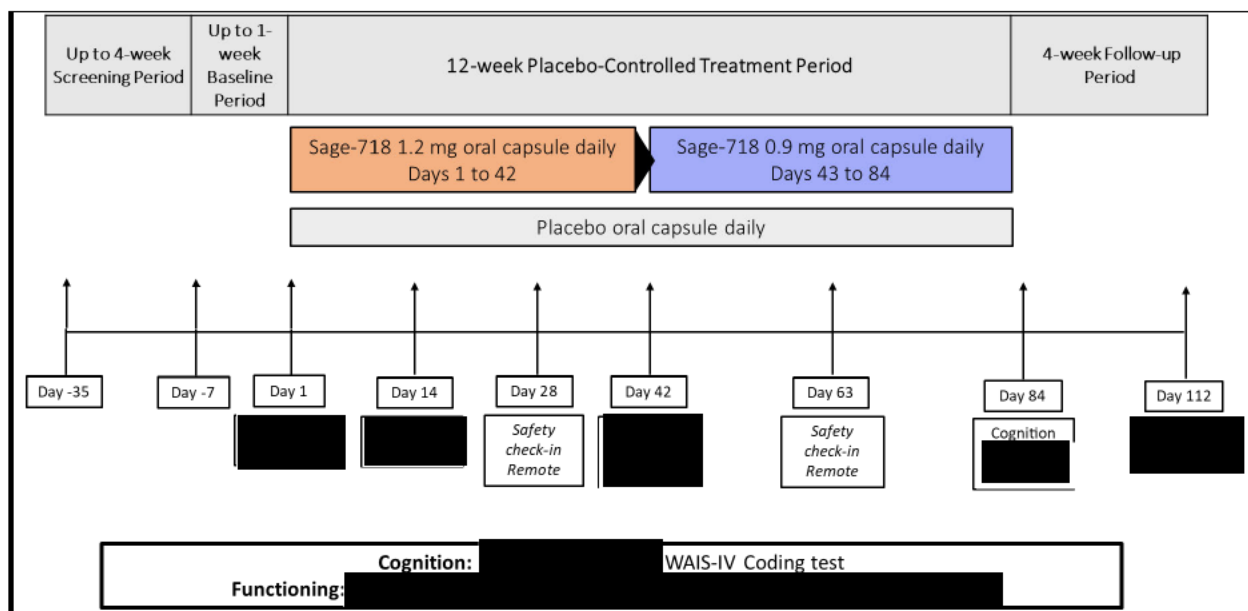 Up to 4-week
Screening Period
Up to 1-
week
Baseline
Period
12-week Placebo-Controlled Treatment Period
4-week Follow-up
Period
Sage-718 1.2 mg oral capsule daily
Days 1 to 42
Sage-718 0.9 mg oral capsule daily
Days 43 to 84
Placebo oral capsule daily
Day -35
Day -7
Day 1
Day 14
Day 28
Day 42
Day 63
Day 84
Day 112
Safety
check-in
Remote
Safety
check-in
Remote
Cognition
Cognition: WAIS-IV Coding test
Functioning: